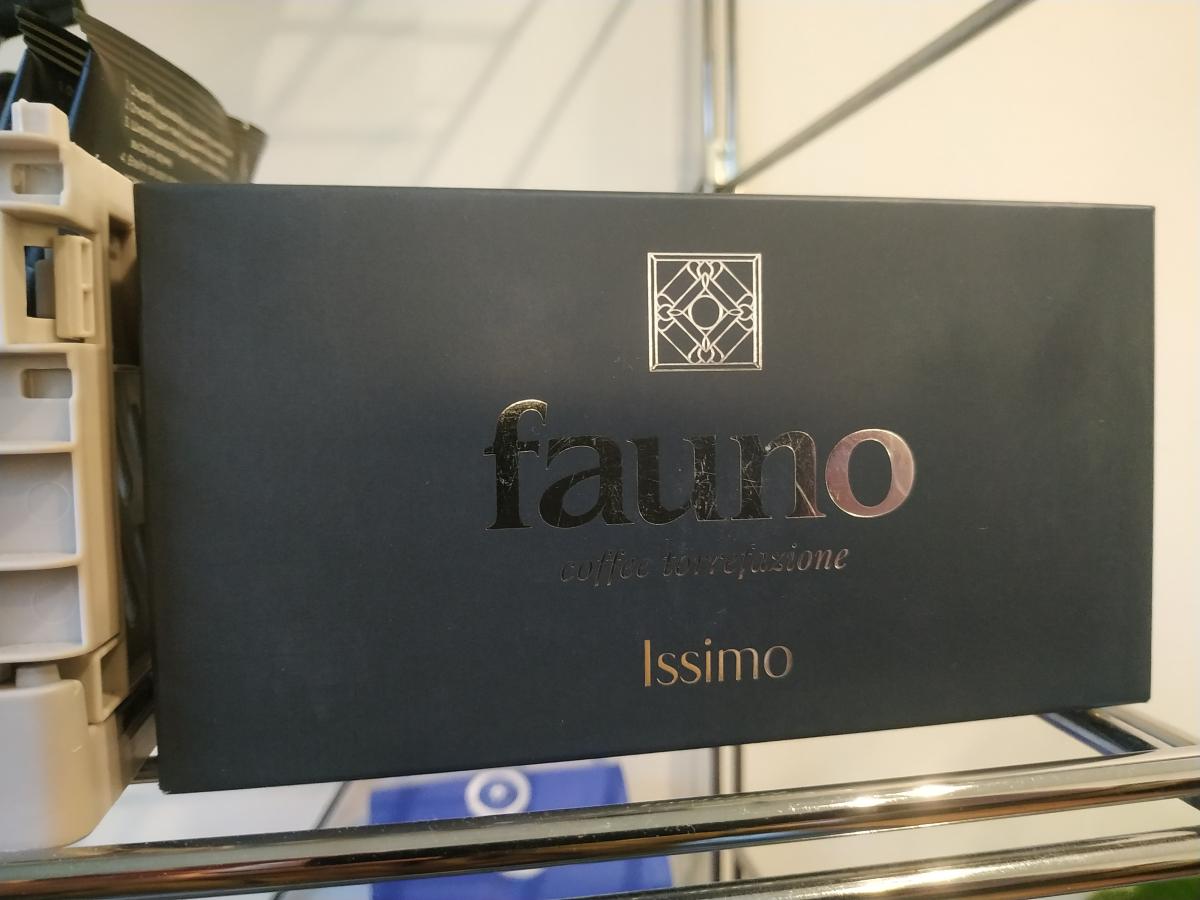 fauno
coffee torrefazione
Issimo